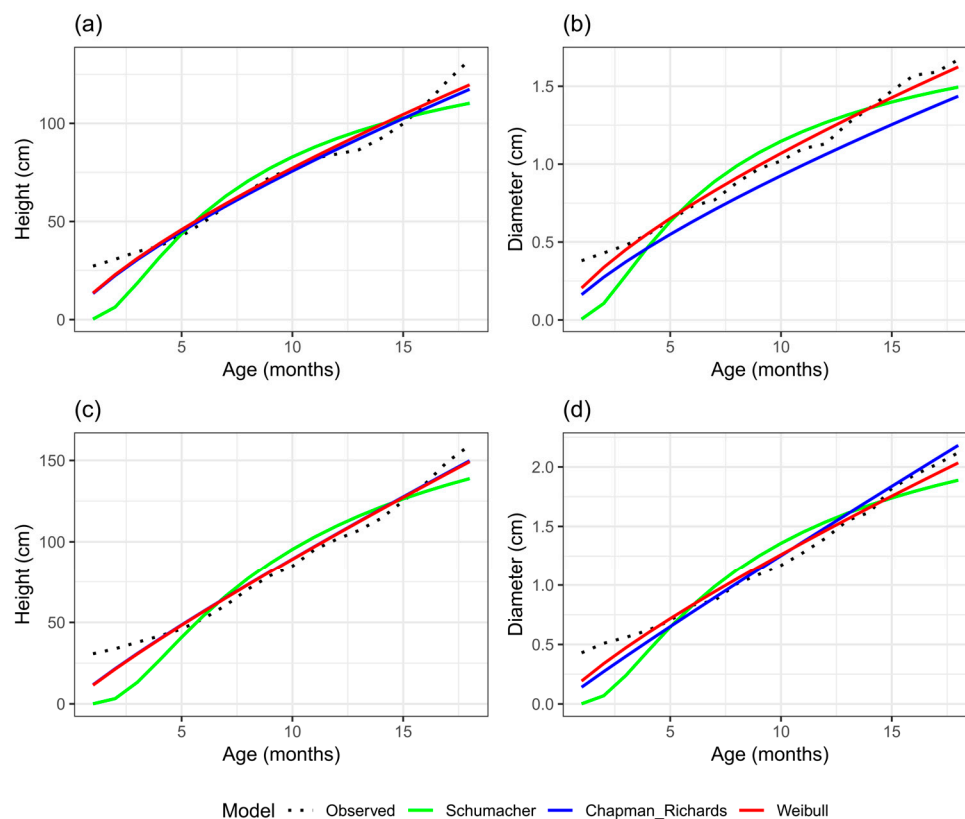 (a)
(b)
Height (cm)
100
50
0
5
10
15
Age (months)
Diameter (cm)
1.5
1.0
0.5
0.0
5
10
15
Age (months)
(c)
(d)
Height (cm)
150
100
50
0
5
10
15
Age (months)
Diameter (cm)
2.0
1.5
1.0
0.5
0.0
5
10
15
Age (months)
Model Observed Schumacher Chapman_Richards Weibull